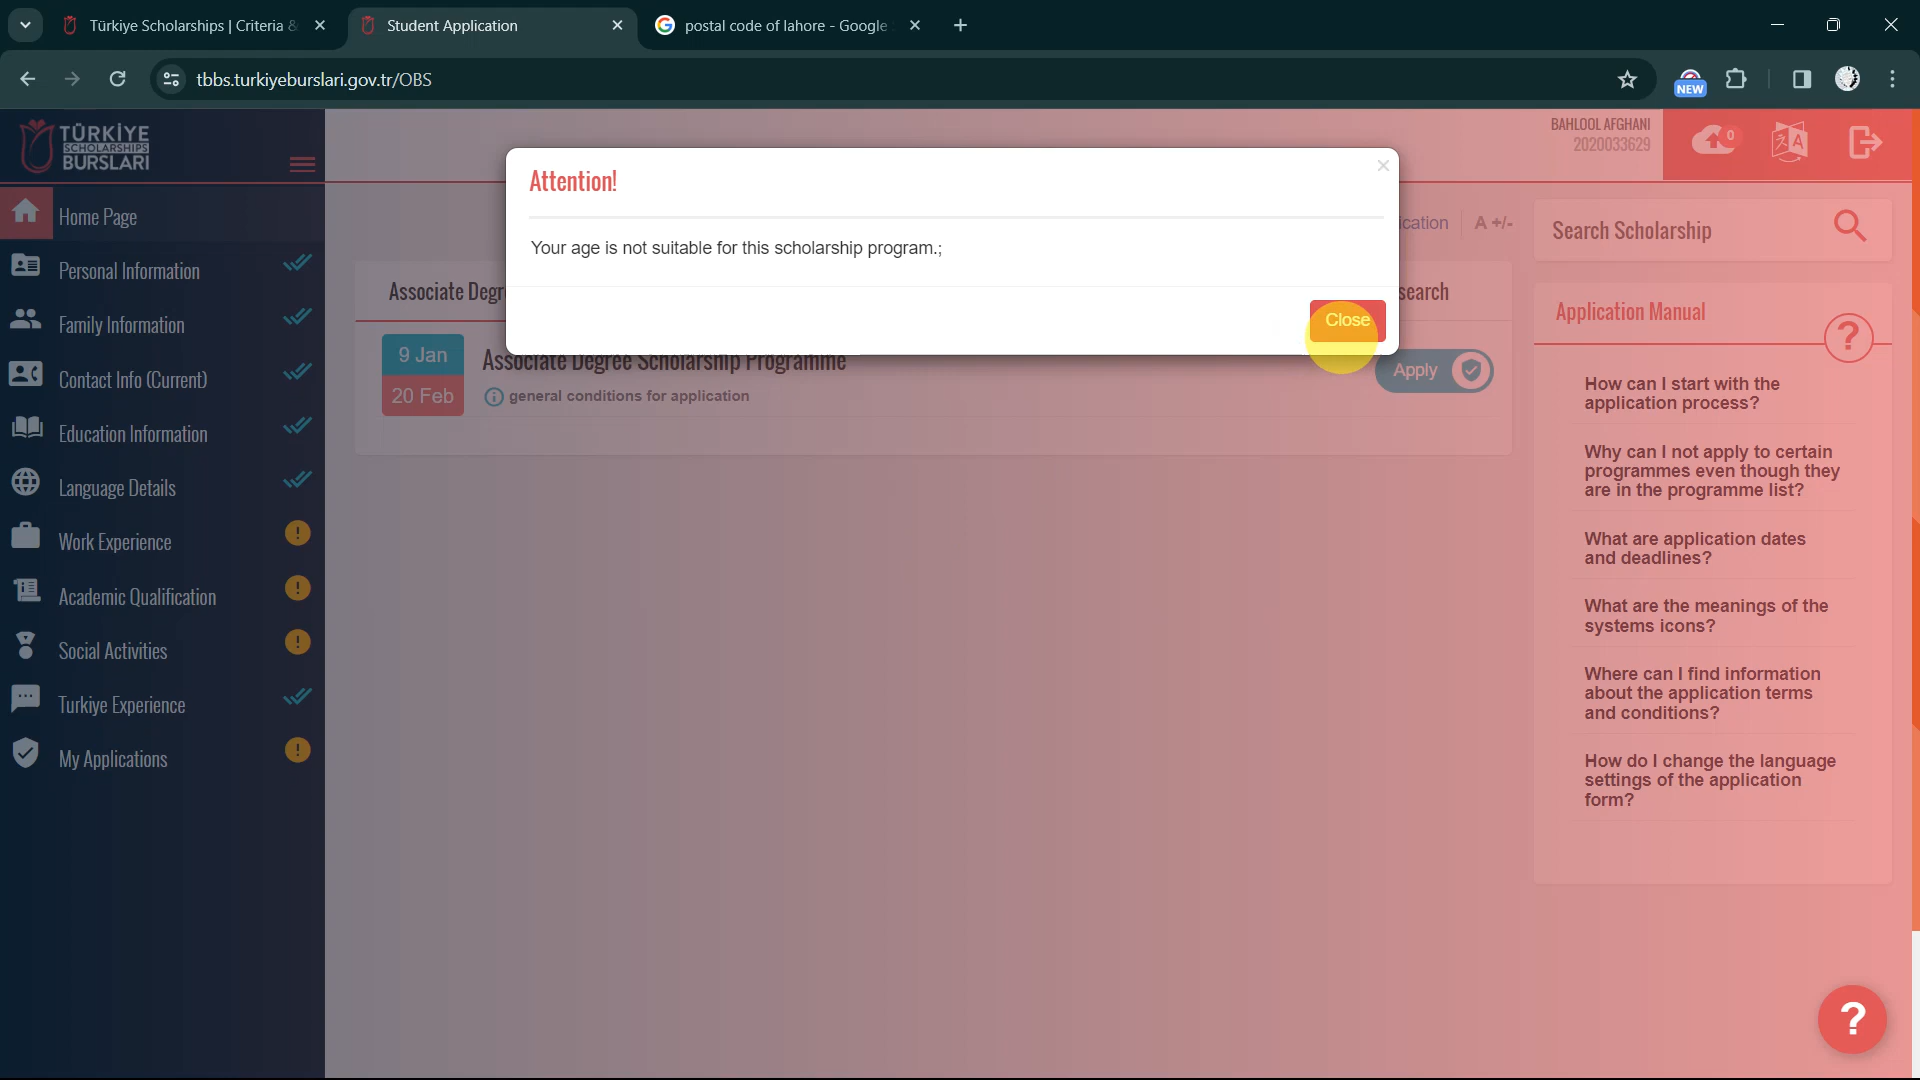 Türkiye Scholarships | Criteria &
Student Application
postal code of lahore - Google
tbbs.turkiyeburslari.gov.tr/OBS
NEW
TÜRKİYE
SCHOLARSHIPS
BURSLARI
BAHLOOL AFGHANI
2020033629
0
A
Home Page
Personal Information
Family Information
Contact Info (Current)
Education Information
Language Details
Work Experience
Academic Qualification
Social Activities
Turkiye Experience
My Applications
Attention!
Your age is not suitable for this scholarship program.;
Close
ication
A +/-
Associate Degr
search
9 Jan
20 Feb
Associate Degree Scholarship Programme
general conditions for application
Apply
Search Scholarship
Application Manual
?
How can I start with the
application process?
Why can I not apply to certain
programmes even though they
are in the programme list?
What are application dates
and deadlines?
What are the meanings of the
systems icons?
Where can I find information
about the application terms
and conditions?
How do I change the language
settings of the application
form?
?